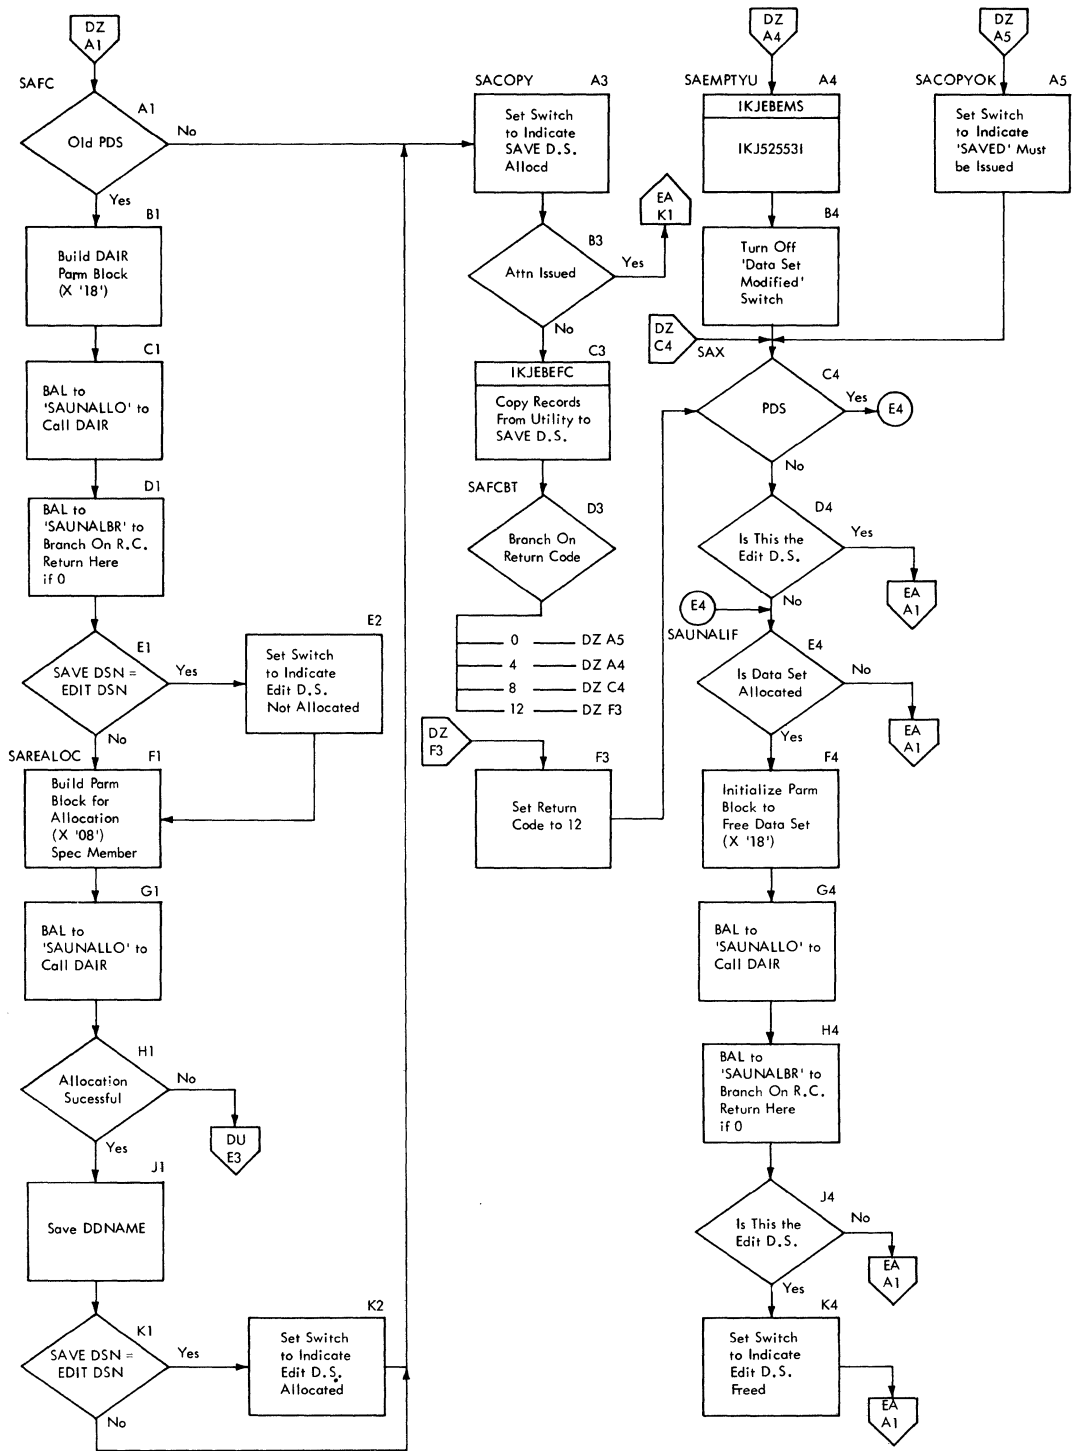 DZ
A1
SAFC
A1
Old PDS
No
Yes
B1
Build DAIR
Parm Block
(X '18')
C1
BAL to
'SAUNALLO' to
Call DAIR
D1
BAL to
'SAUNALBR' to
Branch On R.C.
Return Here
if 0
E1
SAVE DSN =
EDIT DSN
Yes
No
E2
Set Switch
to Indicate
Edit D.S.
Not Allocated
SAREALOC
F1
Build Parm
Block for
Allocation
(X '08')
Spec Member
G1
BAL to
'SAUNALLO' to
Call DAIR
H1
Allocation
Sucessful
No
DU
E3
Yes
J1
Save DDNAME
K1
SAVE DSN =
EDIT DSN
Yes
No
K2
Set Switch
to Indicate
Edit D.S.
Allocated
SACOPY
A3
Set Switch
to Indicate
SAVE D.S.
Allocd
B3
Attn Issued
Yes
EA
K1
No
C3
IKJEBEFC
Copy Records
From Utility to
SAVE D.S.
SAFCBT
D3
Branch On
Return Code
0 DZ A5
4 DZ A4
8 DZ C4
12 DZ F3
DZ
F3
F3
Set Return
Code to 12
DZ
A4
SAEMPTYU
A4
IKJEBEMS
IKJ52553I
B4
Turn Off
'Data Set
Modified'
Switch
DZ
C4
SAX
C4
PDS
Yes
E4
No
D4
Is This the
Edit D.S.
Yes
EA
A1
No
E4
SAUNALIF
E4
Is Data Set
Allocated
No
EA
A1
Yes
F4
Initialize Parm
Block to
Free Data Set
(X '18')
G4
BAL to
'SAUNALLO' to
Call DAIR
H4
BAL to
'SAUNALBR' to
Branch On R.C.
Return Here
if 0
J4
Is This the
Edit D.S.
No
EA
A1
Yes
K4
Set Switch
to Indicate
Edit D.S.
Freed
EA
A1
DZ
A5
SACOPYOK
A5
Set Switch
to Indicate
'SAVED' Must
be Issued